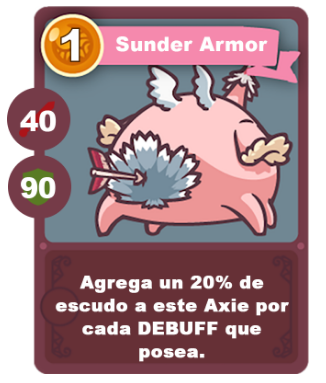 1
Sunder Armor
40
90
Agrega un 20% de
escudo a este Axie por
cada DEBUFF que
posea.